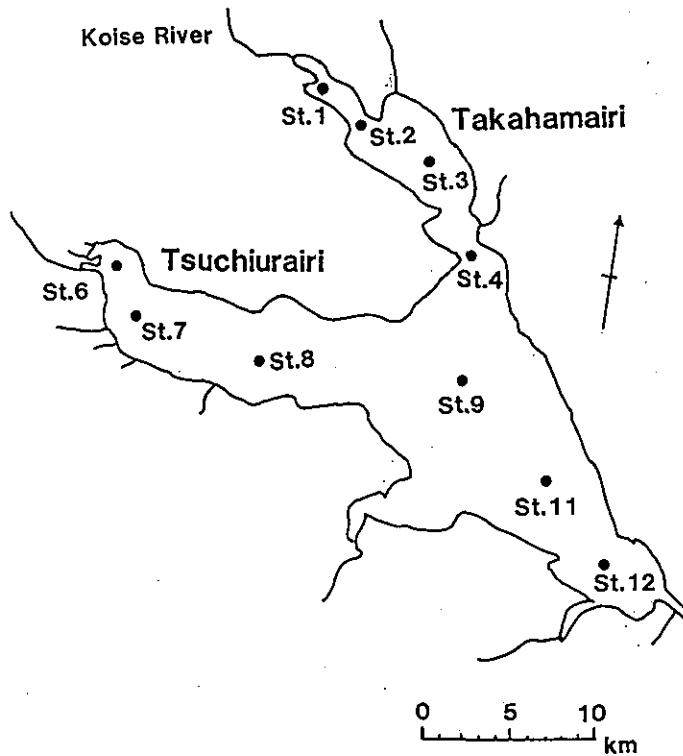 Koise River
St.1
St.2
Takahamairi
St.3
Tsuchiurairi
St.4
St.6
St.7
St.8
St.9
St.11
St.12
0 5 10
km